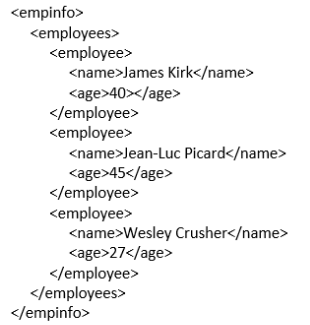 <empinfo>
<employees>
<employee>
<name>James Kirk</name>
<age>40></age>
</employee>
<employee>
<name>Jean-Luc Picard</name>
<age>45</age>
</employee>
<employee>
<name>Wesley Crusher</name>
<age>27</age>
</employee>
</employees>
</empinfo>